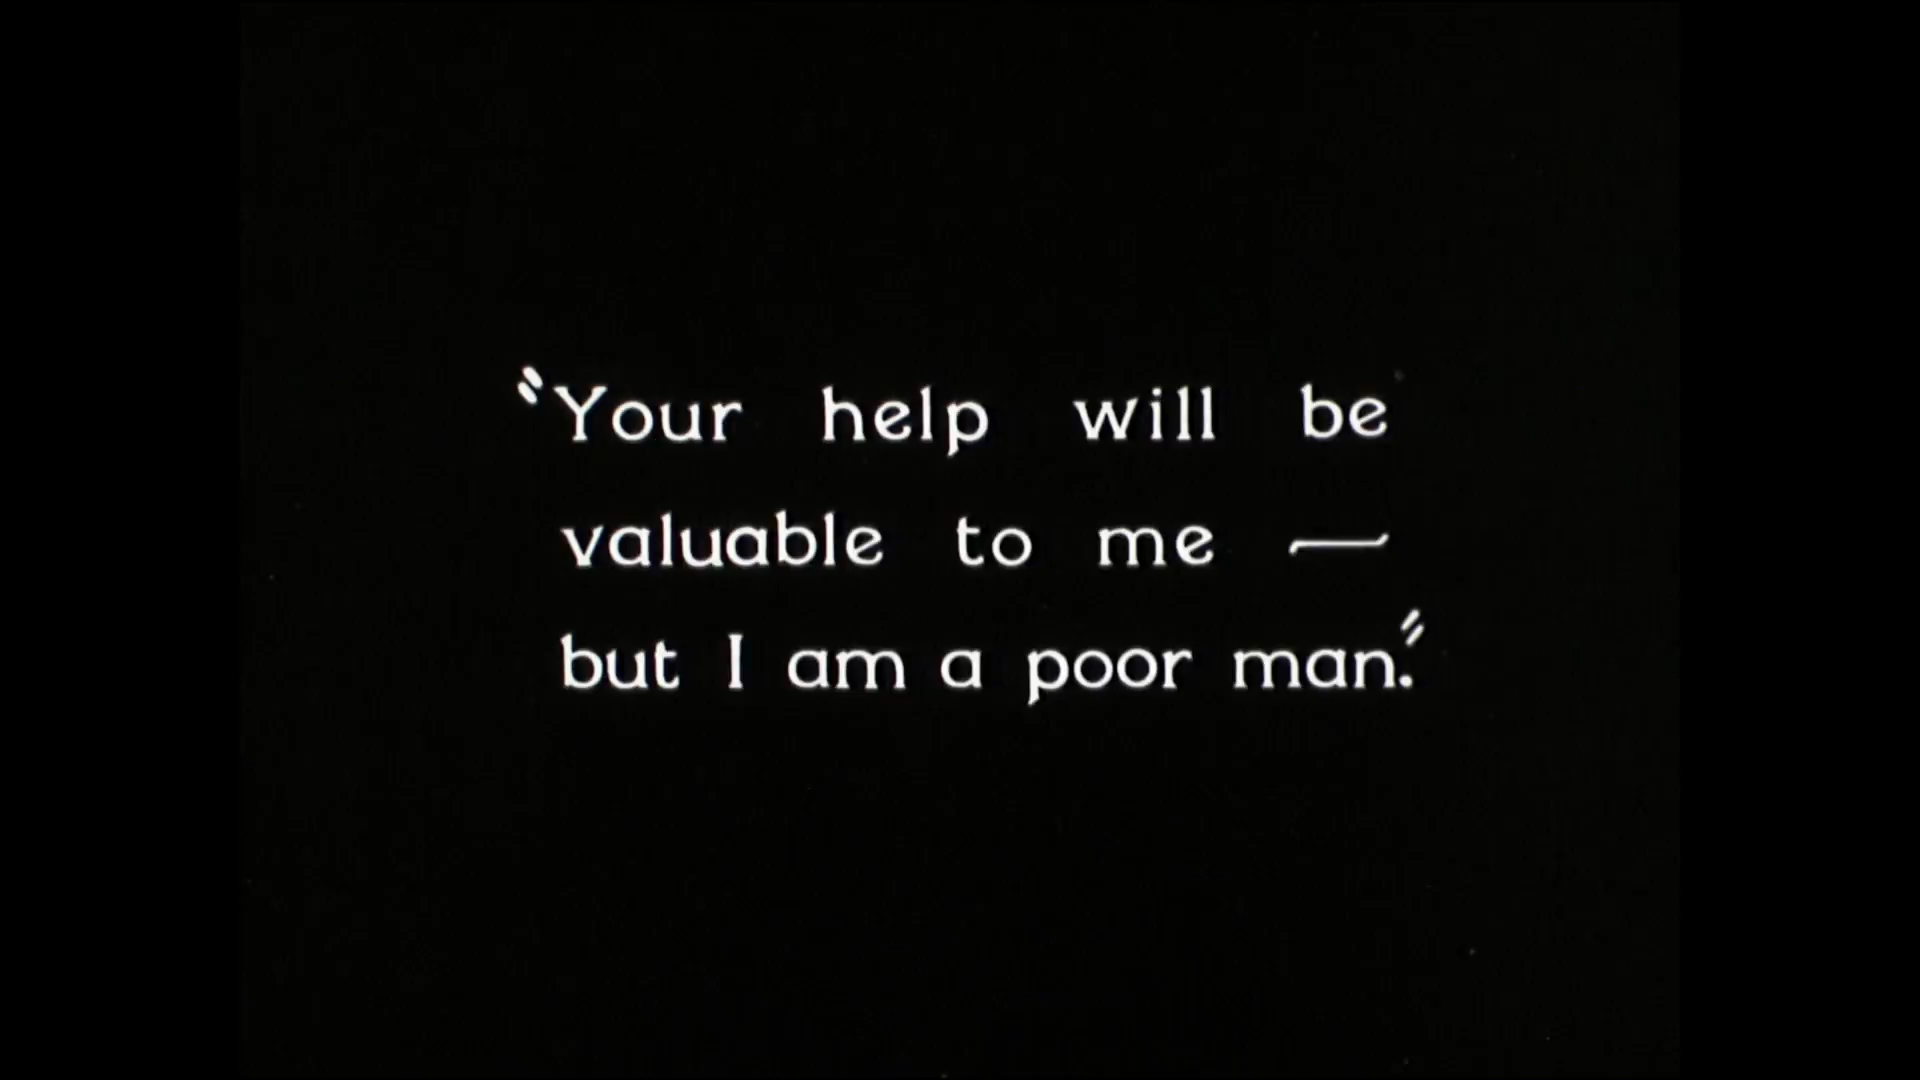 "Your help will be
valuable to me —
but I am a poor man."